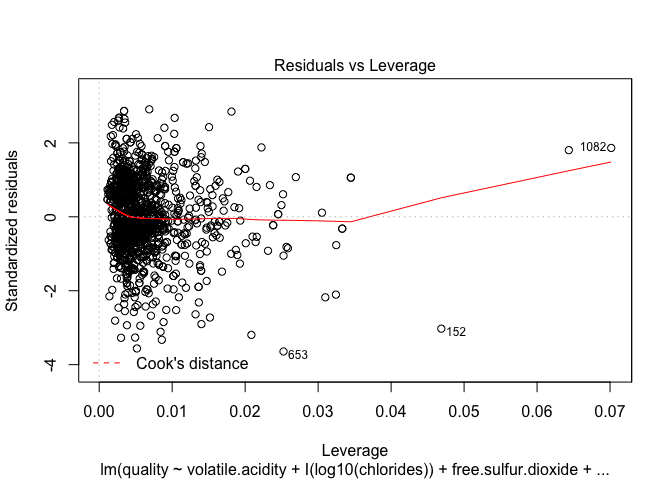 Residuals vs Leverage
Standardized residuals
2
0
-2
-4
1082
152
653
Cook's distance
0.00 0.01 0.02 0.03 0.04 0.05 0.06 0.07
Leverage
lm(quality ~ volatile.acidity + I(log10(chlorides)) + free.sulfur.dioxide + ...